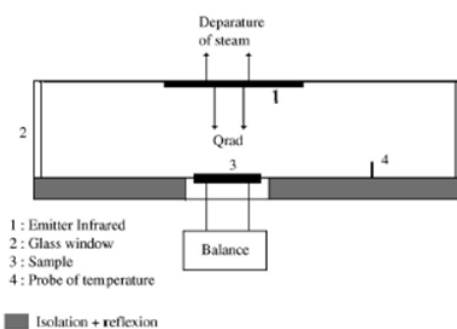 Deparature
of steam
1
2
Qrad
3
4
1 : Emitter Infrared
2 : Glass window
3 : Sample
4 : Probe of temperature
Balance
Isolation + reflexion